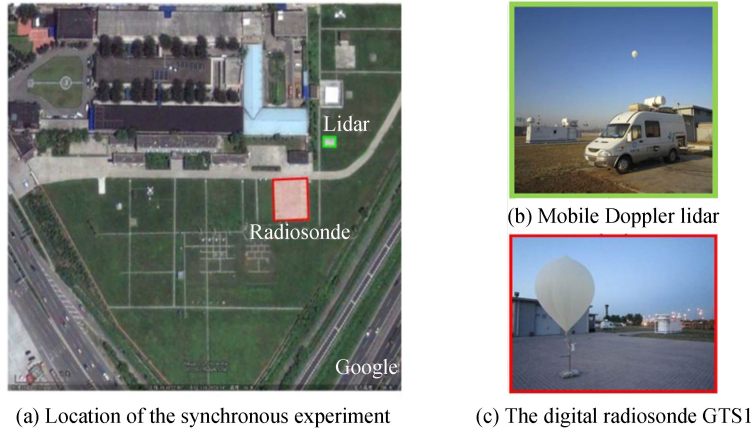 Lidar
Radiosonde
Google
(a) Location of the synchronous experiment
(b) Mobile Doppler lidar
(c) The digital radiosonde GTS1